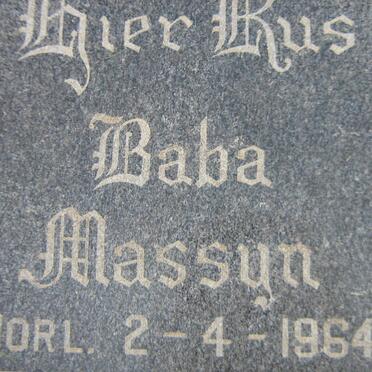 Hier Rus
Baba
Massyn
OORL. 2-4-1964